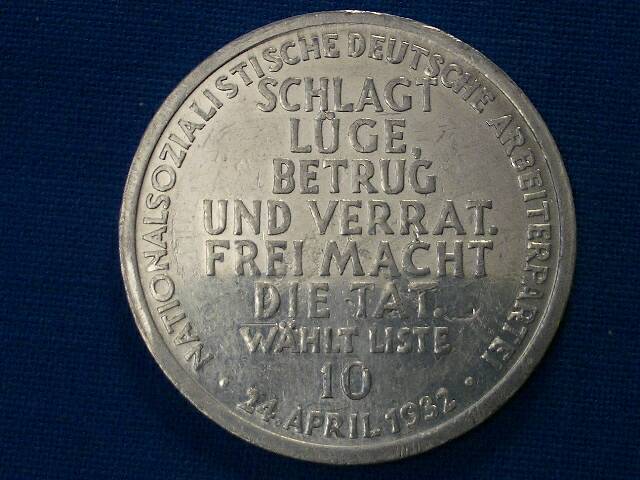 NATIONALSOZIALISTISCHE DEUTSCHE ARBEITERPARTEI
SCHLAGT
LÜGE,
BETRUG
UND VERRAT.
FREI MACHT
DIE TAT.
WÄHLT LISTE
10
· 24. APRIL 1932 ·